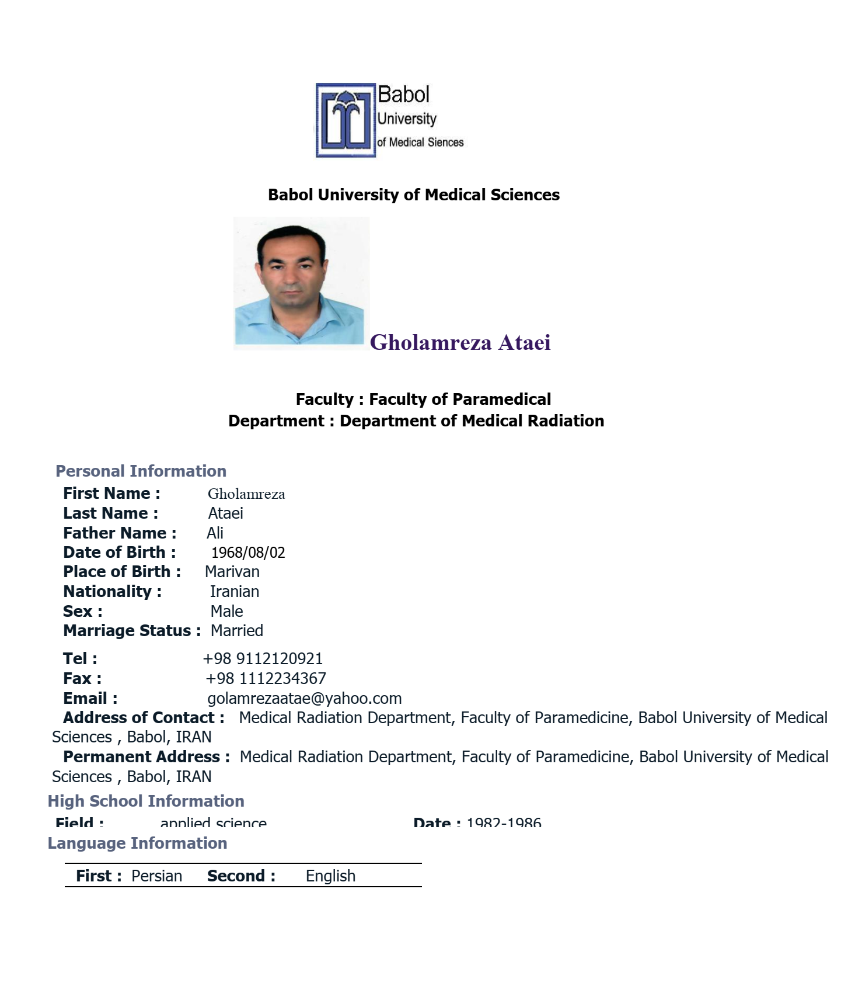 Babol
University
of Medical Siences
Babol University of Medical Sciences
Gholamreza Ataei
Faculty : Faculty of Paramedical
Department : Department of Medical Radiation
Personal Information
First Name : Gholamreza
Last Name : Ataei
Father Name : Ali
Date of Birth : 1968/08/02
Place of Birth : Marivan
Nationality : Iranian
Sex : Male
Marriage Status : Married
Tel : +98 9112120921
Fax : +98 1112234367
Email : golamrezaatae@yahoo.com
Address of Contact : Medical Radiation Department, Faculty of Paramedicine, Babol University of Medical
Sciences , Babol, IRAN
Permanent Address : Medical Radiation Department, Faculty of Paramedicine, Babol University of Medical
Sciences , Babol, IRAN
High School Information
Field : applied science Date : 1982-1986
Language Information
First : Persian Second : English